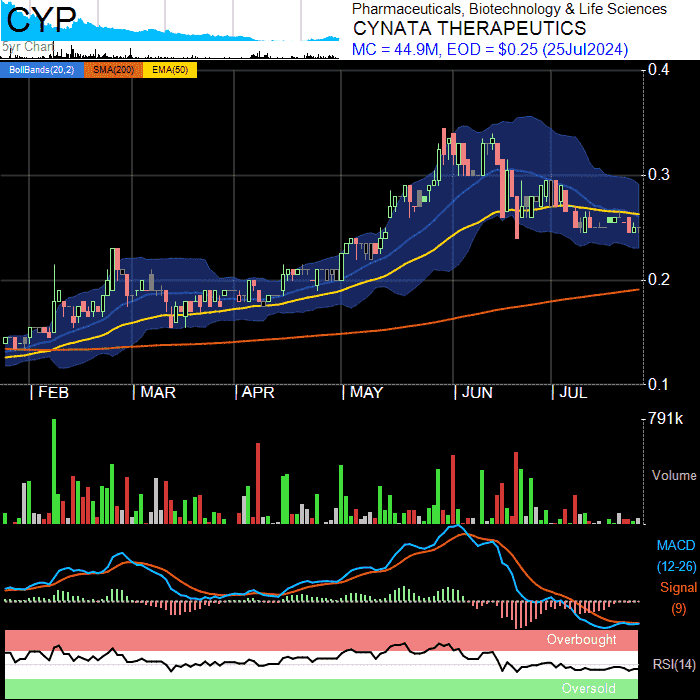 CYP
5yr Chart
Pharmaceuticals, Biotechnology & Life Sciences
CYNATA THERAPEUTICS
MC = 44.9M, EOD = $0.25 (25Jul2024)
BollBands(20,2) SMA(200) EMA(50)
0.4
0.3
0.2
0.1
FEB MAR APR MAY JUN JUL
791k
Volume
MACD
(12-26)
Signal
(9)
Overbought
RSI(14)
Oversold